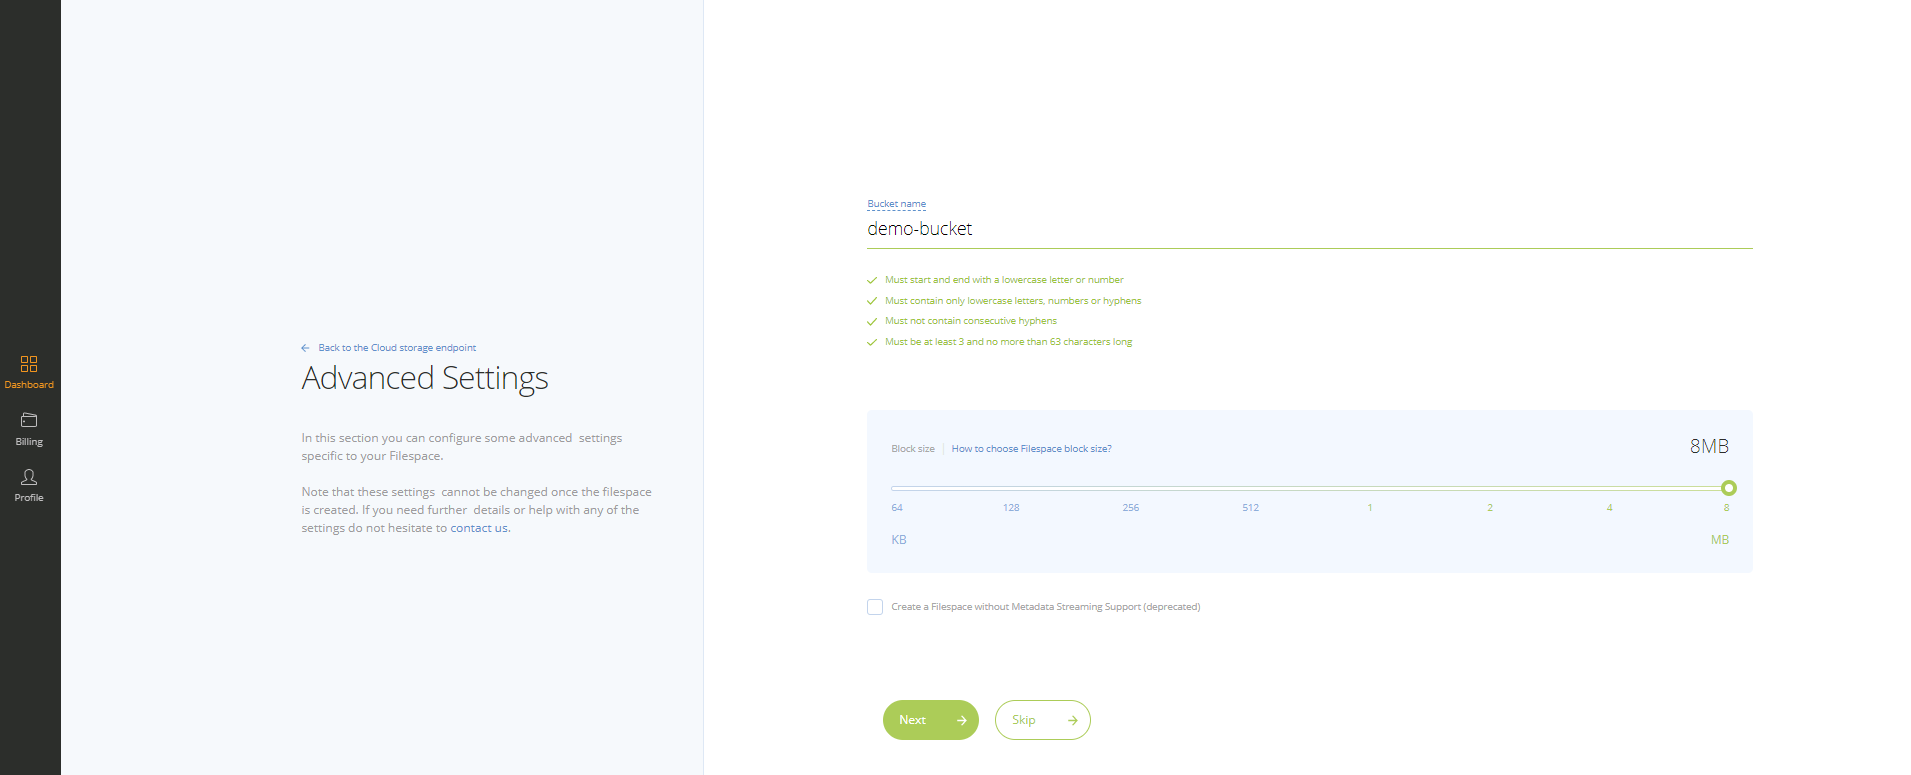 Dashboard
Billing
Profile
Back to the Cloud storage endpoint
Advanced Settings
In this section you can configure some advanced settings
specific to your Filespace.
Note that these settings cannot be changed once the filespace
is created. If you need further details or help with any of the
settings do not hesitate to contact us.
Bucket name
demo-bucket
Must start and end with a lowercase letter or number
Must contain only lowercase letters, numbers or hyphens
Must not contain consecutive hyphens
Must be at least 3 and no more than 63 characters long
Block size | How to choose Filespace block size? 8MB
64 128 256 512 1 2 4 8
KB MB
Create a Filespace without Metadata Streaming Support (deprecated)
Next Skip